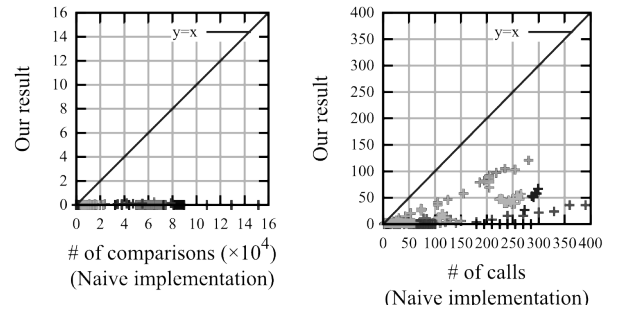 16
14
12
10
8
6
4
2
0
0 2 4 6 8 10 12 14 16
y=x
Our result
# of comparisons (×10⁴)
(Naive implementation)
400
350
300
250
200
150
100
50
0
0 50 100 150 200 250 300 350 400
y=x
Our result
# of calls
(Naive implementation)